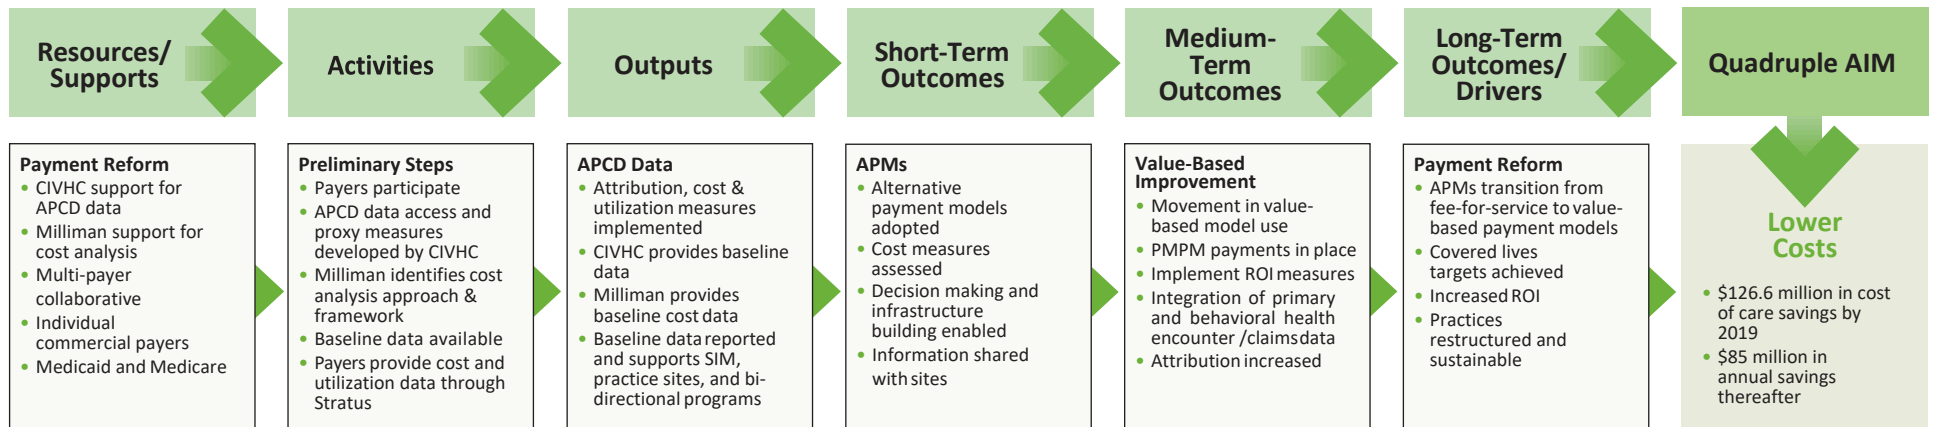 Resources/
Supports
Activities
Outputs
Short-Term
Outcomes
Medium-
Term
Outcomes
Long-Term
Outcomes/
Drivers
Quadruple AIM
Payment Reform
• CIVHC support for
APCD data
• Milliman support for
cost analysis
• Multi-payer
collaborative
• Individual
commercial payers
• Medicaid and Medicare
Preliminary Steps
• Payers participate
• APCD data access and
proxy measures
developed by CIVHC
• Milliman identifies cost
analysis approach &
framework
• Baseline data available
• Payers provide cost and
utilization data through
Stratus
APCD Data
• Attribution, cost &
utilization measures
implemented
• CIVHC provides baseline
data
• Milliman provides
baseline cost data
• Baseline data reported
and supports SIM,
practice sites, and bi-
directional programs
APMs
• Alternative
payment models
adopted
• Cost measures
assessed
• Decision making and
infrastructure
building enabled
• Information shared
with sites
Value-Based
Improvement
• Movement in value-
based model use
• PMPM payments in place
• Implement ROI measures
• Integration of primary
and behavioral health
encounter /claims data
• Attribution increased
Payment Reform
• APMs transition from
fee-for-service to value-
based payment models
• Covered lives
targets achieved
• Increased ROI
• Practices
restructured and
sustainable
Lower
Costs
• $126.6 million in cost
of care savings by
2019
• $85 million in
annual savings
thereafter